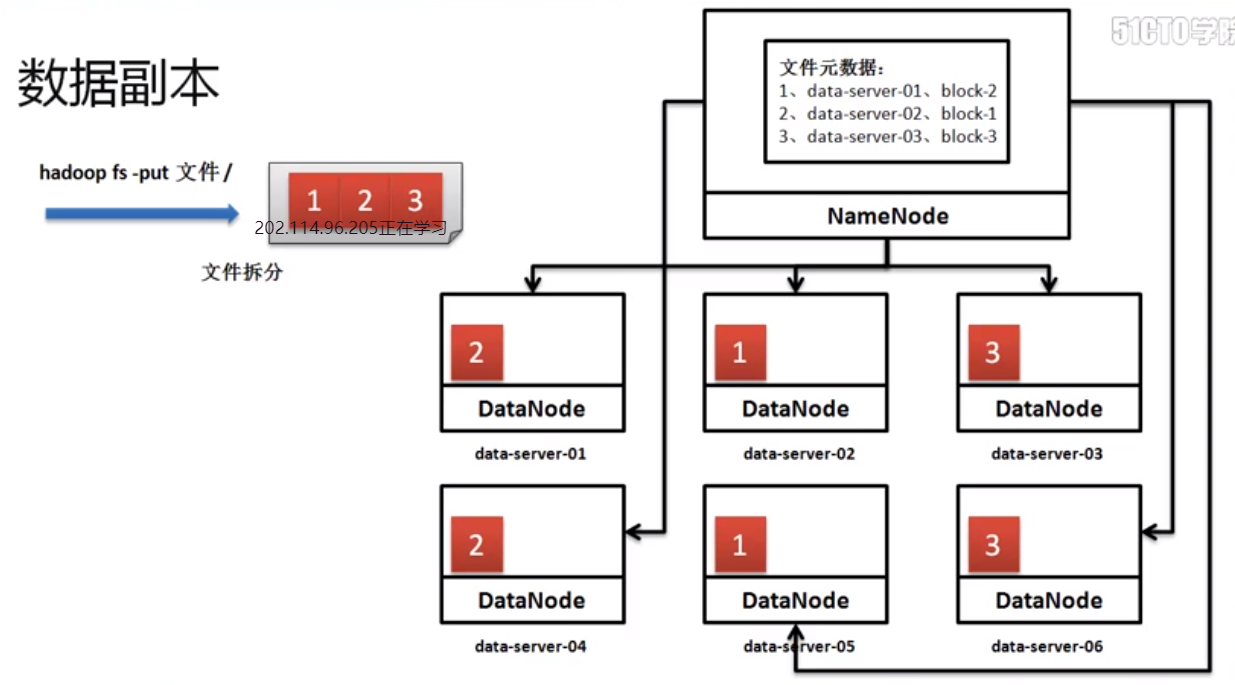 51CTO学院
数据副本
hadoop fs -put 文件 /
1 2 3
202.114.96.205正在学习
文件拆分
文件元数据：
1、data-server-01、block-2
2、data-server-02、block-1
3、data-server-03、block-3
NameNode
2
1
3
DataNode
DataNode
DataNode
data-server-01
data-server-02
data-server-03
2
1
3
DataNode
DataNode
DataNode
data-server-04
data-server-05
data-server-06